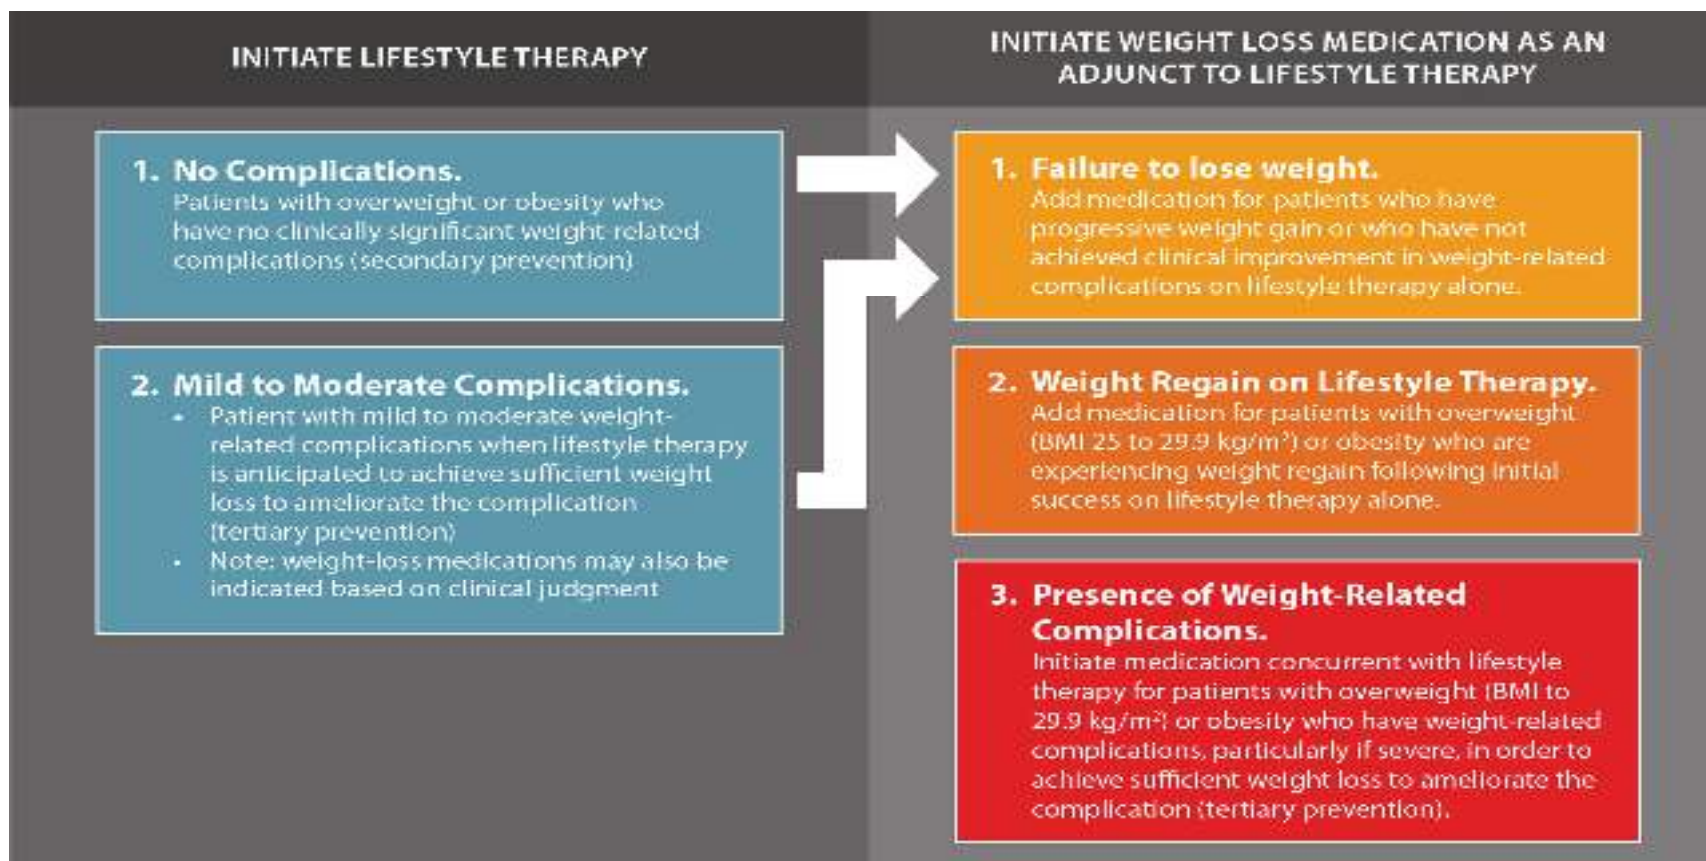 INITIATE LIFESTYLE THERAPY
1. No Complications.
Patients with overweight or obesity who
have no clinically significant weight-related
complications (secondary prevention)
2. Mild to Moderate Complications.
• Patient with mild to moderate weight-
related complications when lifestyle therapy
is anticipated to achieve sufficient weight
loss to ameliorate the complication
(tertiary prevention)
• Note: weight-loss medications may also be
indicated based on clinical judgment
INITIATE WEIGHT LOSS MEDICATION AS AN
ADJUNCT TO LIFESTYLE THERAPY
1. Failure to lose weight.
Add medication for patients who have
progressive weight gain or who have not
achieved clinical improvement in weight-related
complications on lifestyle therapy alone.
2. Weight Regain on Lifestyle Therapy.
Add medication for patients with overweight
(BMI 25 to 29.9 kg/m²) or obesity who are
experiencing weight regain following initial
success on lifestyle therapy alone.
3. Presence of Weight-Related
Complications.
Initiate medication concurrent with lifestyle
therapy for patients with overweight (BMI to
29.9 kg/m²) or obesity who have weight-related
complications, particularly if severe, in order to
achieve sufficient weight loss to ameliorate the
complication (tertiary prevention).